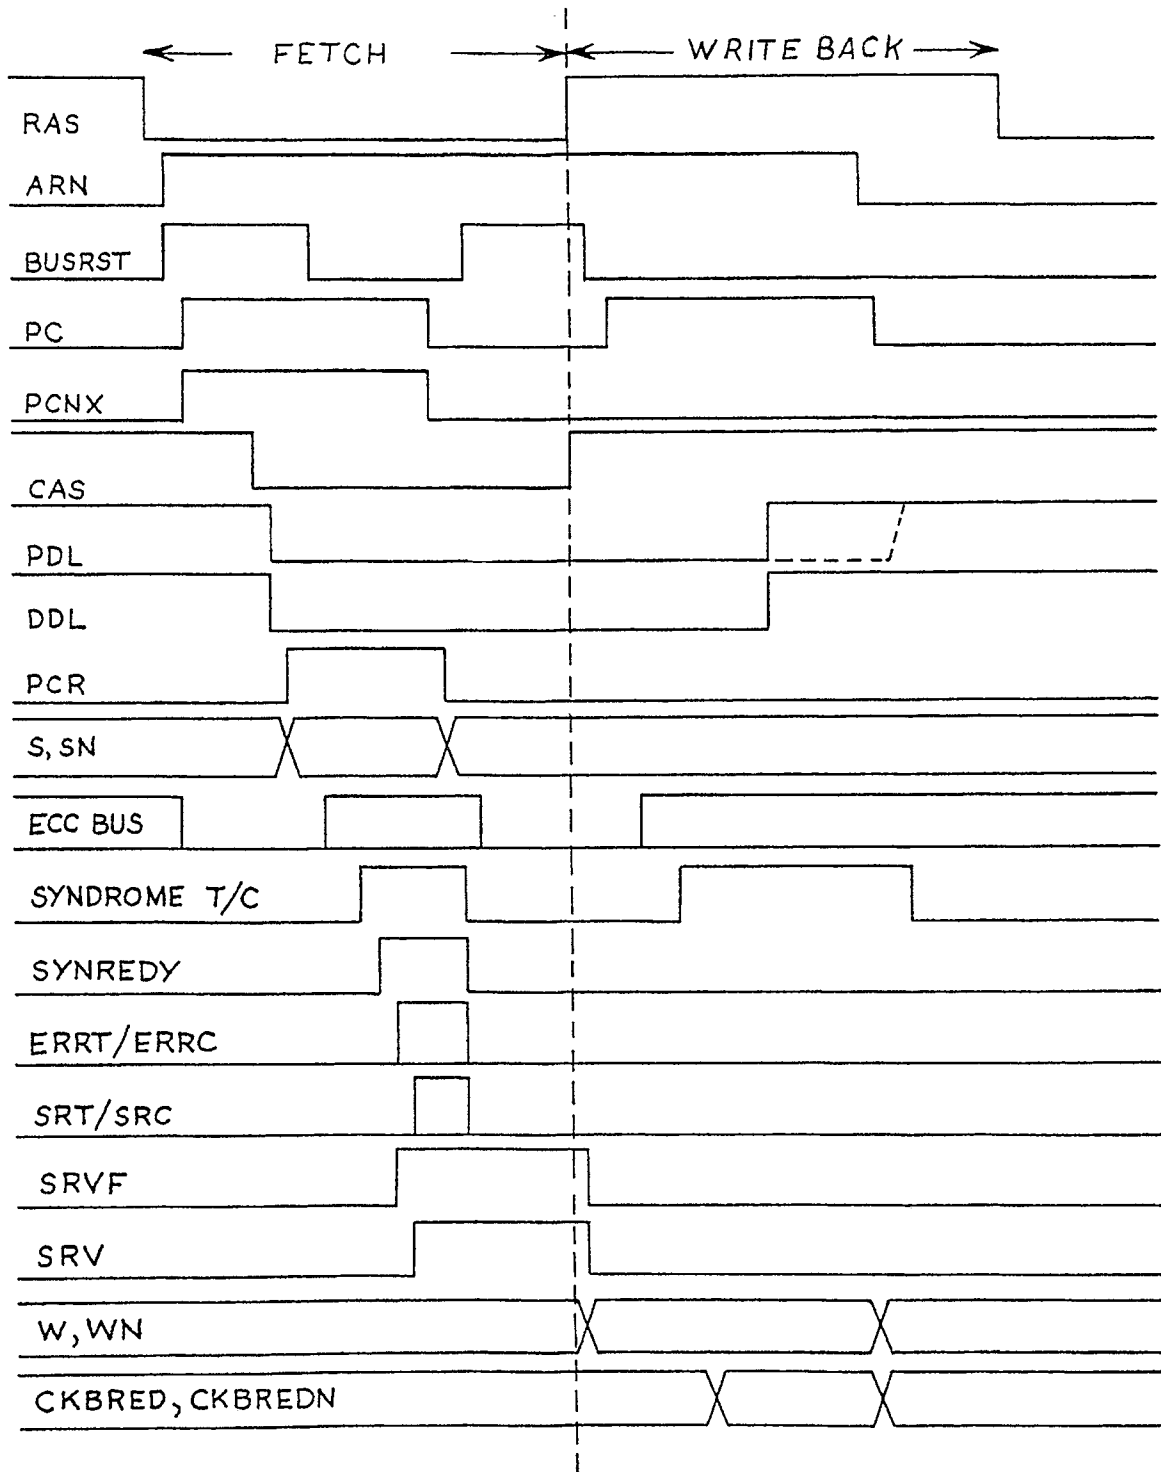 FETCH WRITE BACK
RAS
ARN
BUSRST
PC
PCNX
CAS
PDL
DDL
PCR
S, SN
ECC BUS
SYNDROME T/C
SYNREDY
ERRT/ERRC
SRT/SRC
SRVF
SRV
W, WN
CKBRED, CKBREDN